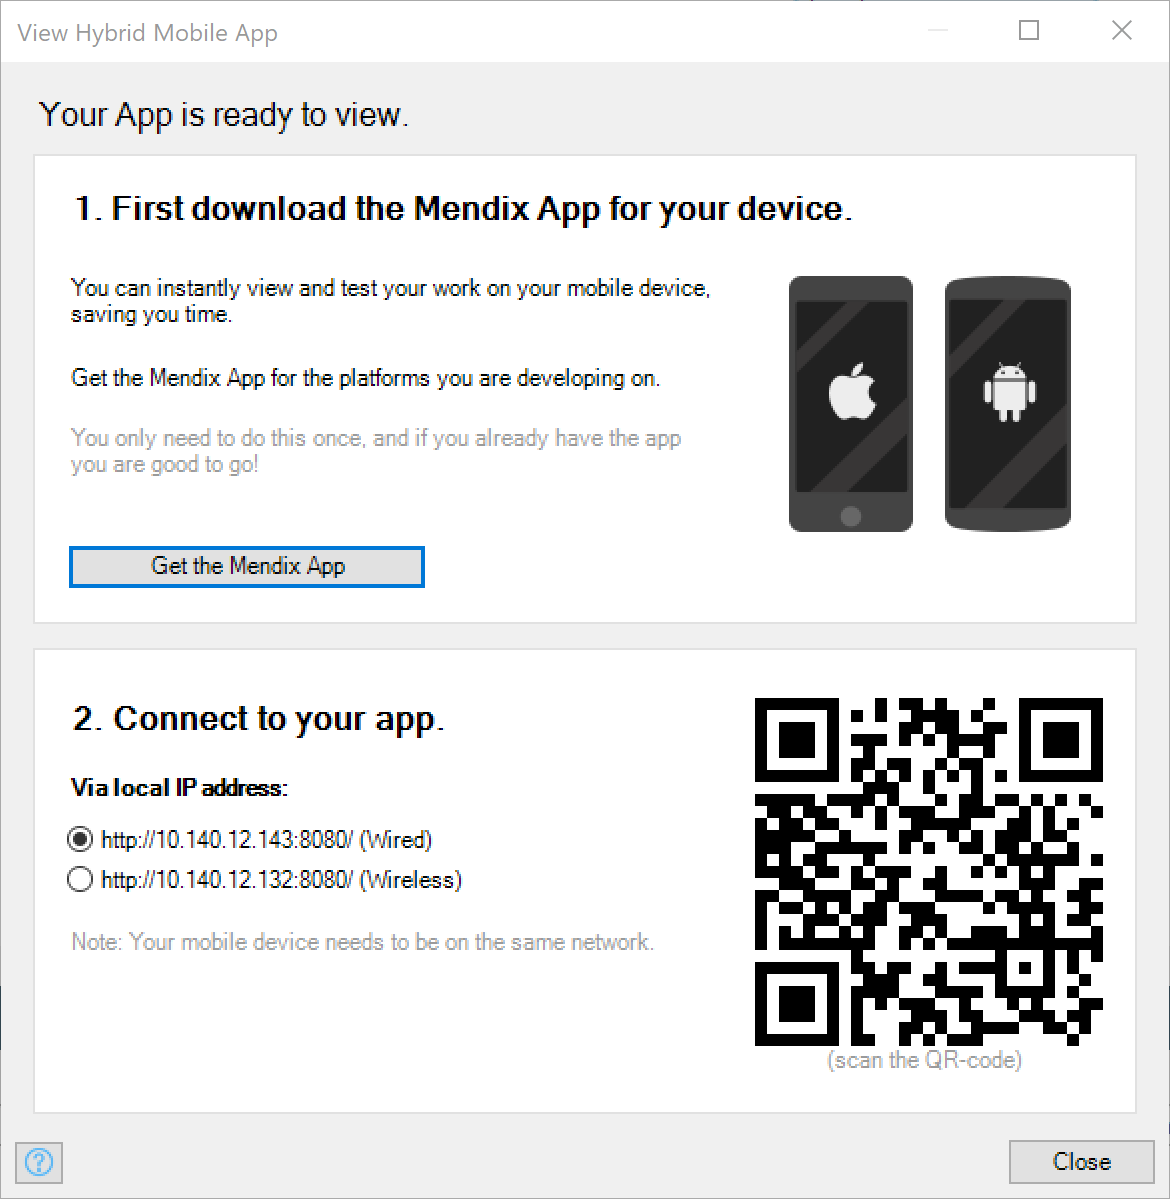 View Hybrid Mobile App
Your App is ready to view.
1. First download the Mendix App for your device.
You can instantly view and test your work on your mobile device,
saving you time.
Get the Mendix App for the platforms you are developing on.
You only need to do this once, and if you already have the app
you are good to go!
Get the Mendix App
2. Connect to your app.
Via local IP address:
http://10.140.12.143:8080/ (Wired)
http://10.140.12.132:8080/ (Wireless)
Note: Your mobile device needs to be on the same network.
(scan the QR-code)
?
Close